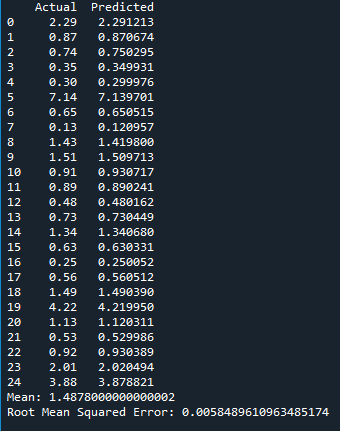 Actual Predicted
0 2.29 2.291213
1 0.87 0.870674
2 0.74 0.750295
3 0.35 0.349931
4 0.30 0.299976
5 7.14 7.139701
6 0.65 0.650515
7 0.13 0.120957
8 1.43 1.419800
9 1.51 1.509713
10 0.91 0.930717
11 0.89 0.890241
12 0.48 0.480162
13 0.73 0.730449
14 1.34 1.340680
15 0.63 0.630331
16 0.25 0.250052
17 0.56 0.560512
18 1.49 1.490390
19 4.22 4.219950
20 1.13 1.120311
21 0.53 0.529986
22 0.92 0.930389
23 2.01 2.020494
24 3.88 3.878821
Mean: 1.4878000000000002
Root Mean Squared Error: 0.0058489610963485174